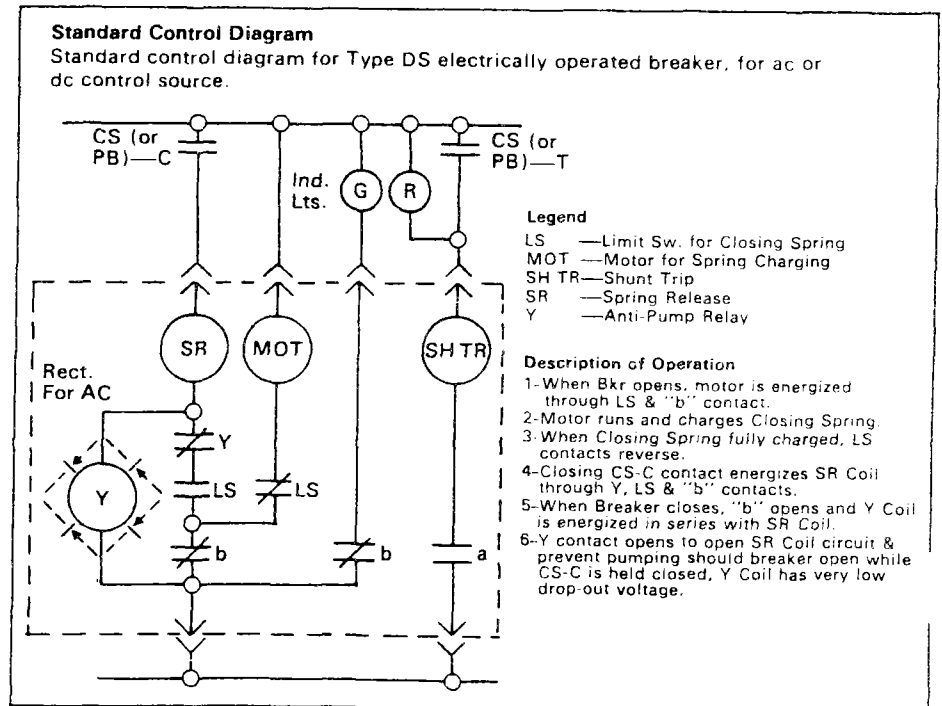 Standard Control Diagram
Standard control diagram for Type DS electrically operated breaker, for ac or
dc control source.
CS (or
PB)—C
CS (or
PB)—T
Ind.
Lts.
G
R
Legend
LS —Limit Sw. for Closing Spring
MOT —Motor for Spring Charging
SH TR—Shunt Trip
SR —Spring Release
Y —Anti-Pump Relay
SR
MOT
SH TR
Rect.
For AC
Y
Y
LS
LS
b
b
a
Description of Operation
1-When Bkr opens, motor is energized
through LS & "b" contact.
2-Motor runs and charges Closing Spring.
3-When Closing Spring fully charged, LS
contacts reverse.
4-Closing CS-C contact energizes SR Coil
through Y, LS & "b" contacts.
5-When Breaker closes, "b" opens and Y Coil
is energized in series with SR Coil.
6-Y contact opens to open SR Coil circuit &
prevent pumping should breaker open while
CS-C is held closed, Y Coil has very low
drop-out voltage.